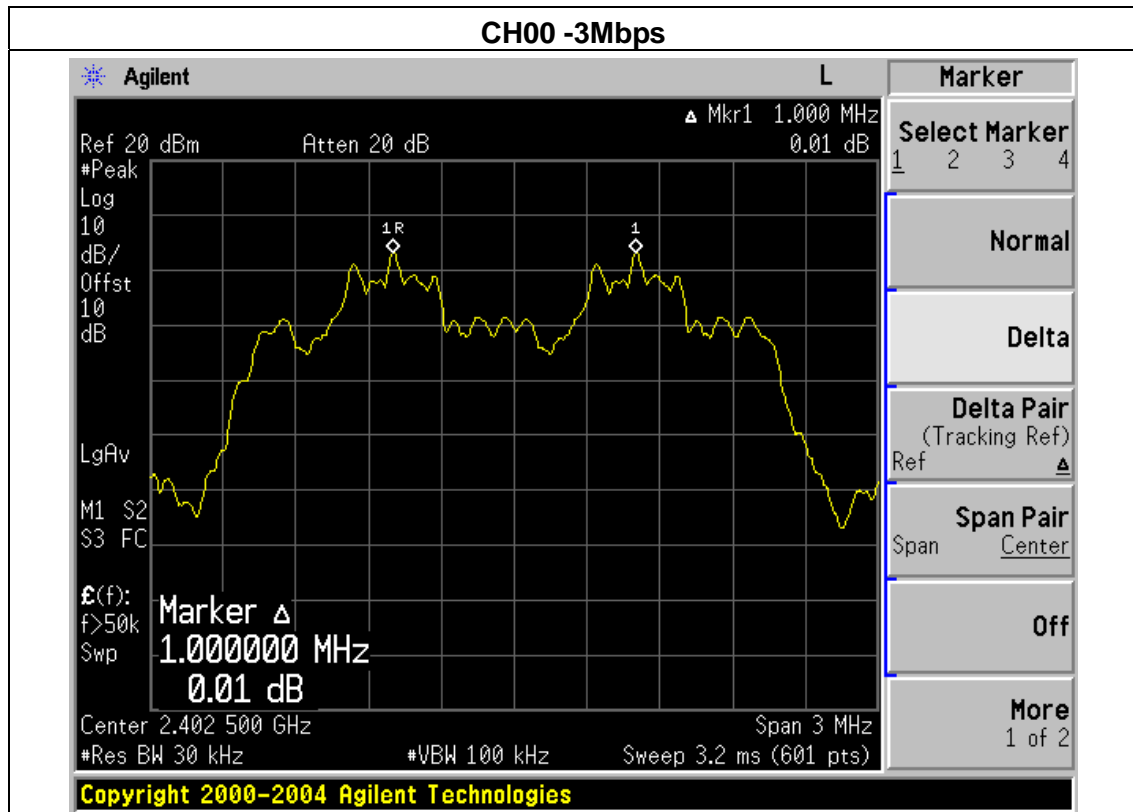 CH00 -3Mbps
Agilent L Marker
Δ Mkr1 1.000 MHz
Ref 20 dBm Atten 20 dB 0.01 dB
#Peak
Log
10
dB/
Offst
10
dB
LgAv
M1 S2
S3 FC
£(f):
f>50k
Swp
1R
1
Marker Δ
1.000000 MHz
0.01 dB
Center 2.402 500 GHz Span 3 MHz
#Res BW 30 kHz #VBW 100 kHz Sweep 3.2 ms (601 pts)
Select Marker
1 2 3 4
Normal
Delta
Delta Pair
(Tracking Ref)
Ref Δ
Span Pair
Span Center
Off
More
1 of 2
Copyright 2000-2004 Agilent Technologies